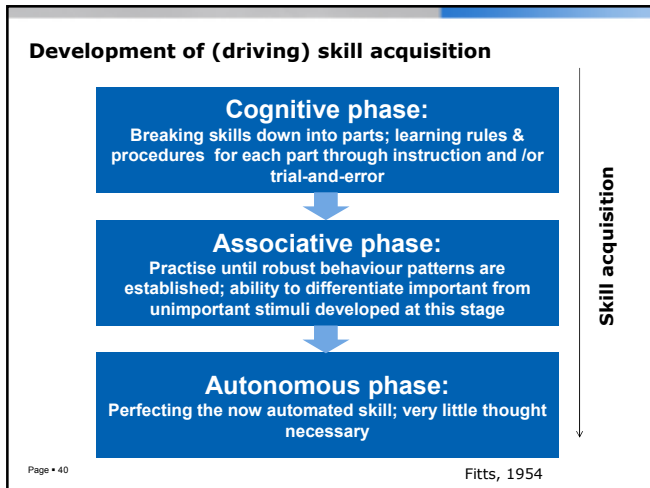 Development of (driving) skill acquisition
Cognitive phase:
Breaking skills down into parts; learning rules &
procedures for each part through instruction and /or
trial-and-error
Associative phase:
Practise until robust behaviour patterns are
established; ability to differentiate important from
unimportant stimuli developed at this stage
Autonomous phase:
Perfecting the now automated skill; very little thought
necessary
Skill acquisition
Page ▪ 40
Fitts, 1954